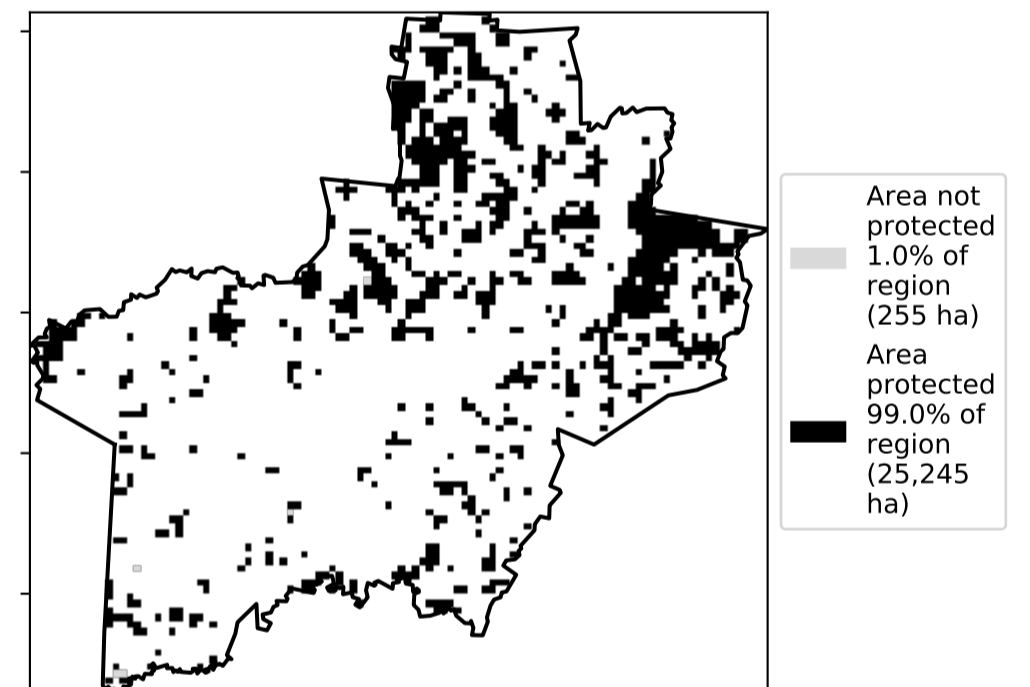 Area not
protected
1.0% of
region
(255 ha)
Area
protected
99.0% of
region
(25,245
ha)